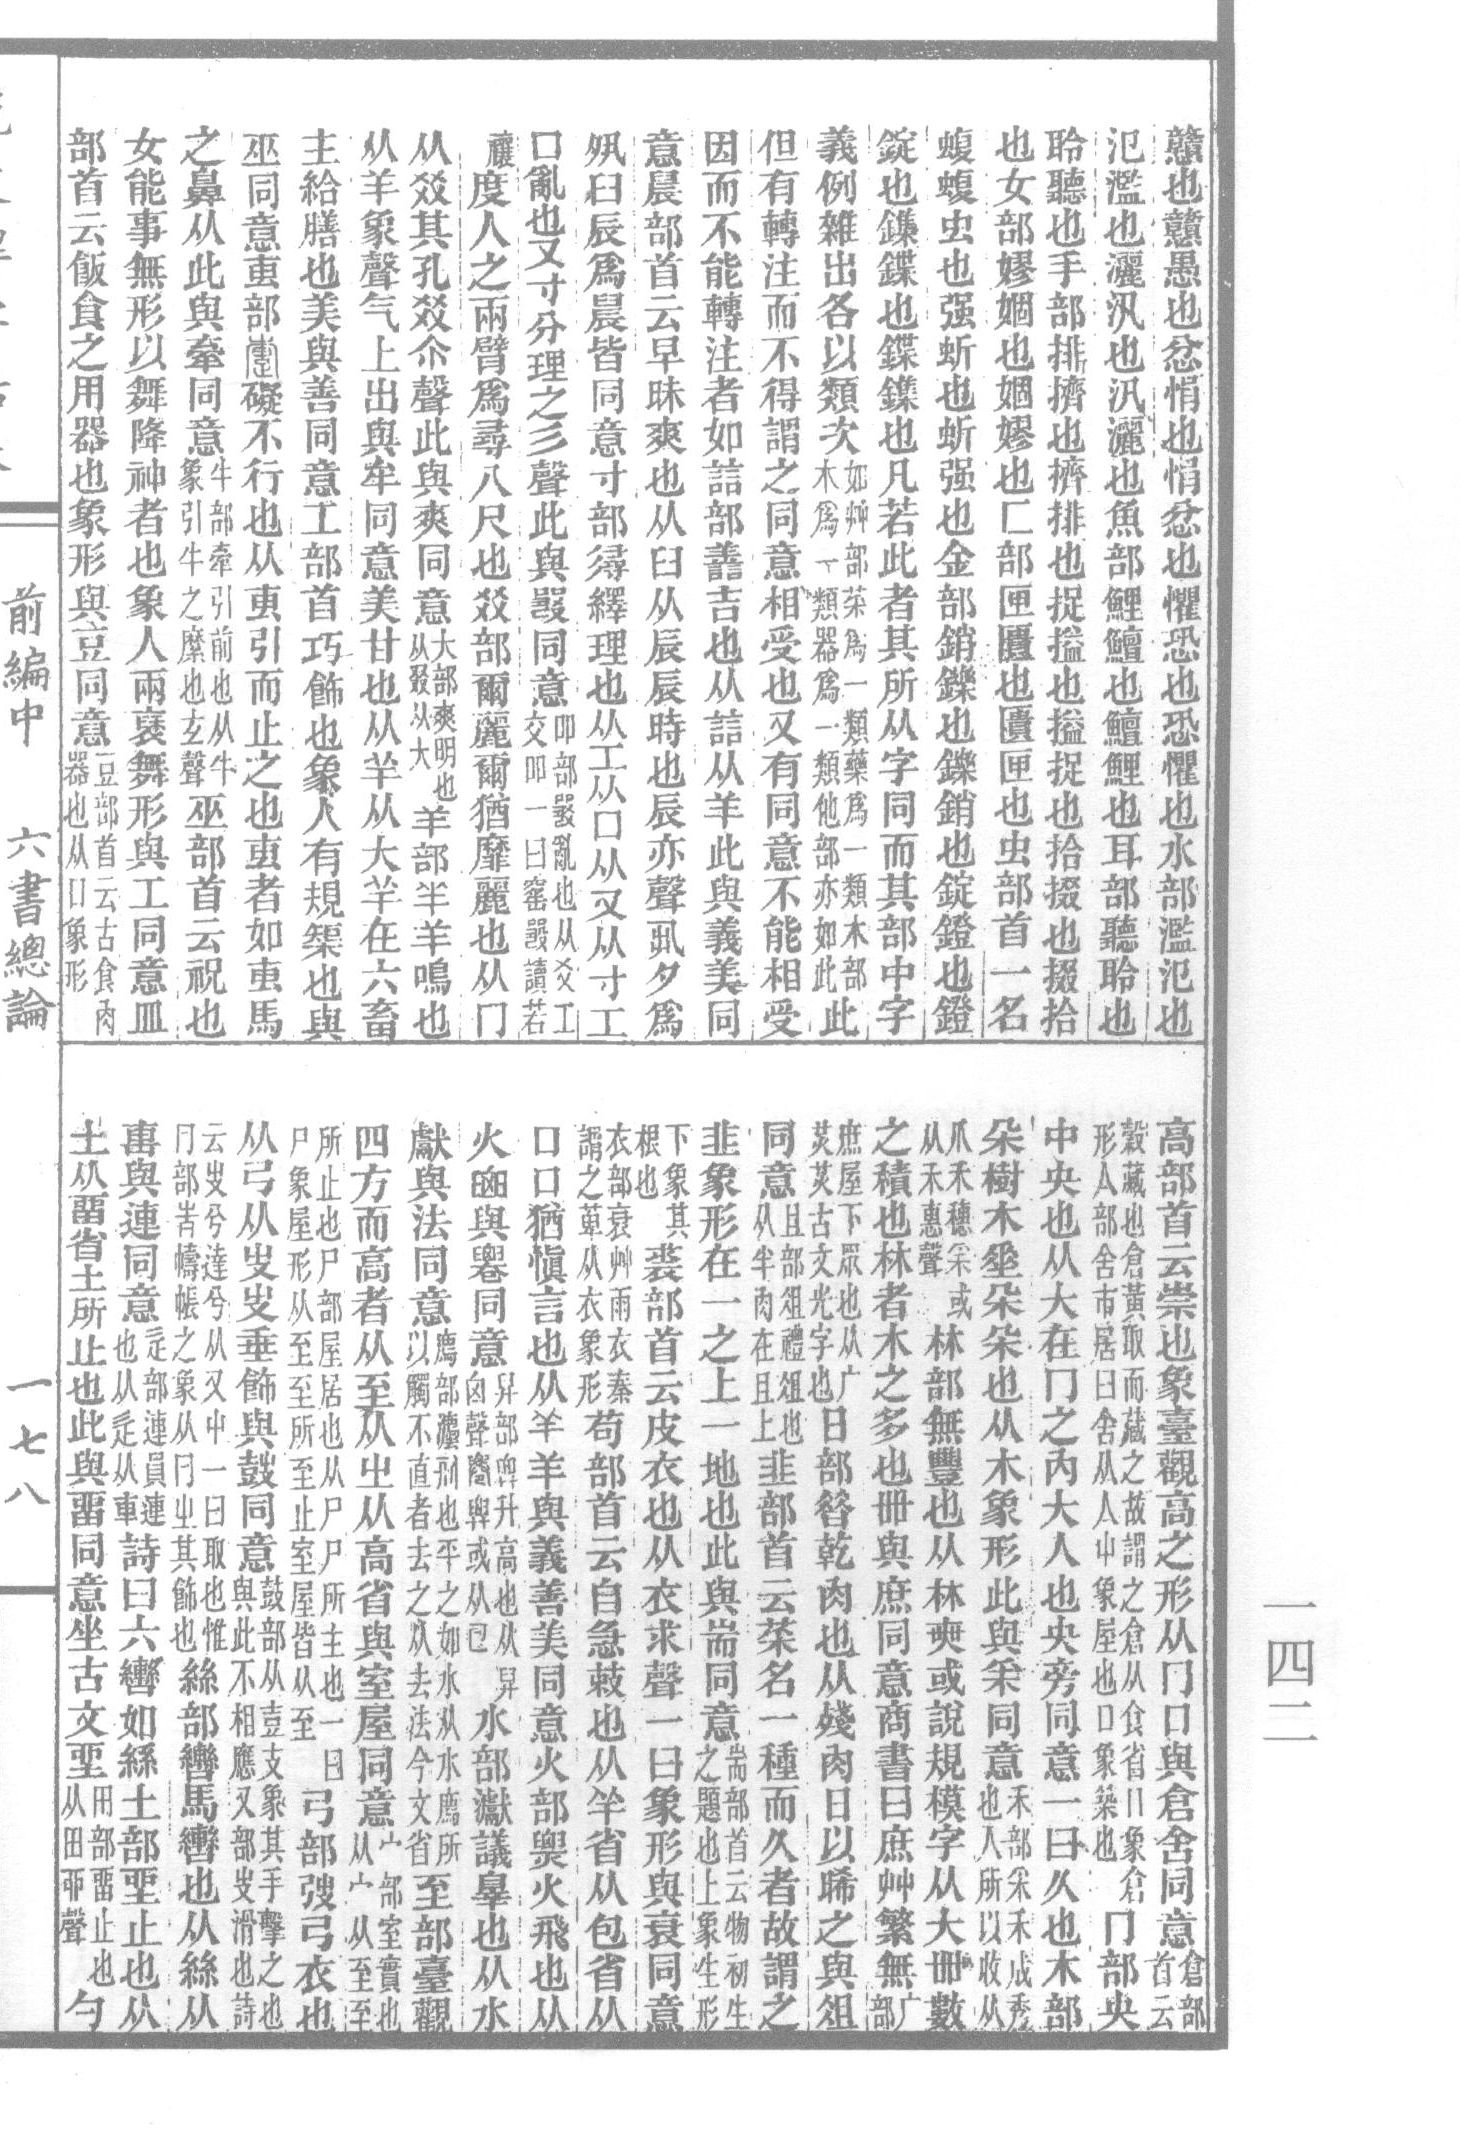 戇也戇愚也忿悁也悁忿也懼恐也恐懼也水部濫氾也
氾濫也灑汛也汛灑也魚部鯉鱣也鱣鯉也耳部聽聆也
聆聽也手部排擠也擠排也捉搤也搤捉也拾掇也掇拾
也女部嫪婟也婟嫪也匚部匣匵也匵匣也虫部首一名
蝮蝮虫也强蚚也蚚强也金部銷鑠也鑠銷也錠鐙也鐙
錠也鏶鍱也鍱鏶也凡若此者其所从字同而其部中字
義例雜出各以類次如艸部菜爲一類藥爲一類木部木爲一類器爲一類他部亦如此此
但有轉注而不得謂之同意相受也又有同意不能相受
因而不能轉注者如誩部譱吉也从誩从羊此與義美同
意晨部首云早昧爽也从臼从辰辰時也辰亦聲丮夕爲
夙臼辰爲晨皆同意寸部㝷繹理也从工从口从又从寸工
口亂也又寸分理之彡聲此與𤕦同意㗊部𤕦亂也从爻工交吅一曰窒𤕦讀若
禳度人之兩臂爲尋八尺也㸚部爾麗爾猶靡麗也从冂
从㸚其孔㸚尒聲此與爽同意大部爽明也从㸚从大羊部羋羊鳴也
从羊象聲气上出與牟同意美甘也从羊从大羊在六畜
主給膳也美與善同意工部首巧飾也象人有規榘也與
巫同意叀部疐礙不行也从叀引而止之也叀者如叀馬
之鼻从此與牽同意牛部牽引前也从牛象引牛之縻也玄聲巫部首云祝也
女能事無形以舞降神者也象人兩褎舞形與工同意皿
部首云飯食之用器也象形與豆同意豆部首云古食肉器也从口象形
高部首云崇也象臺觀高之形从冂口與倉舍同意倉部首云
穀藏也倉黃取而藏之故謂之倉从食省口象倉形亼部舍市居曰舍从亼屮象屋也口象築也冂部央
中央也从大在冂之內大人也央旁同意一曰久也木部
朵樹木𠂹朵朵也从木象形此與采同意禾部采禾成秀也人所以收从
爪禾穗采或从禾惠聲林部無豐也从林奭或說規模字从大𠦜數
之積也林者木之多也𠦜與庶同意商書曰庶艸繁無广部
庶屋下眾也从广炗炗古文光字也日部昝乾肉也从殘肉日以晞之與俎
同意且部俎禮俎也从半肉在且上韭部首云菜名一種而久者故謂之
韭象形在一之上一地也此與耑同意耑部首云物初生之題也上象生形
下象其根也裘部首云皮衣也从衣求聲一曰象形與衰同意
衣部衰艸雨衣秦謂之萆从衣象形苟部首云自急敕也从羊省从包省从
口口猶慎言也从羊羊與義善美同意火部㷠火飛也从
火𦥔與𢍱同意舁部𢍱升高也从舁囟聲𢍱𢍱或从卩水部灋議辠也从水
獻與法同意廌部灋刑也平之如水从水廌所以觸不直者去之从去法今文省至部臺觀
四方而高者从至从㞢从高省與室屋同意宀部室實也从宀从至至
所止也尸部屋居也从尸尸所主也一曰尸象屋形从至至所至止室屋皆从至弓部弢弓衣也
从弓从㞢㞢垂飾與鼓同意鼓部从壴支象其手擊之也與此不相應又部㞢滑也詩
云㞢兮達兮从又屮一曰取也惟𠔼部𡴀幬帳之象从𠔼㞢其飾也絲部轡馬轡也从絲从
軎與連同意辵部連員連也从辵从車詩曰六轡如絲土部坐止也从
土从畱省土所止也此與畱同意坐古文坐田部畱止也从田丣聲勹
前編中　六書總論　一七八
一四二